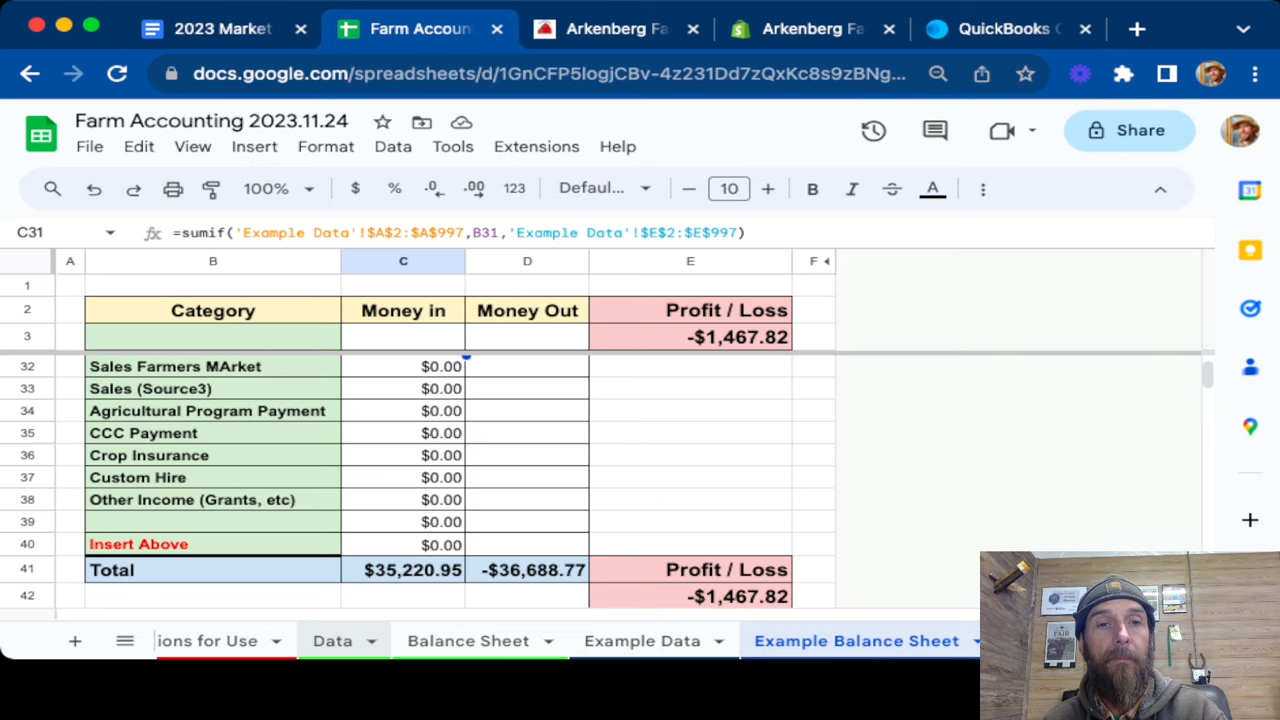 2023 Market
Farm Accoun
Arkenberg Fa
Arkenberg Fa
QuickBooks
docs.google.com/spreadsheets/d/1GnCFP5logjCBv-4z231Dd7zQxKc8s9zBNg...
Farm Accounting 2023.11.24
Share
File Edit View Insert Format Data Tools Extensions Help
100% $ % .0 .00 123 Defaul... 10 B I A
C31 fx =sumif('Example Data'!$A$2:$A$997,B31,'Example Data'!$E$2:$E$997)
A B C D E F
1
2 Category Money in Money Out Profit / Loss
3 -$1,467.82
32 Sales Farmers MArket $0.00
33 Sales (Source3) $0.00
34 Agricultural Program Payment $0.00
35 CCC Payment $0.00
36 Crop Insurance $0.00
37 Custom Hire $0.00
38 Other Income (Grants, etc) $0.00
39 $0.00
40 Insert Above $0.00
41 Total $35,220.95 -$36,688.77 Profit / Loss
42 -$1,467.82
ions for Use Data Balance Sheet Example Data Example Balance Sheet